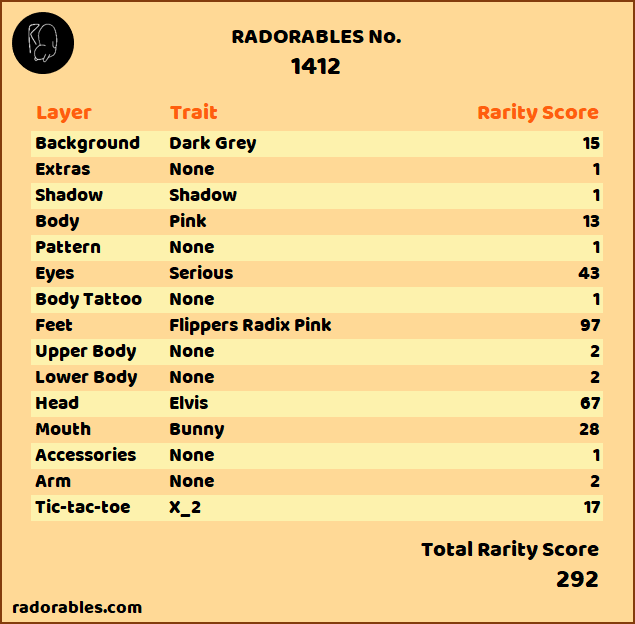 RADORABLES No.
1412
Layer Trait Rarity Score
Background Dark Grey 15
Extras None 1
Shadow Shadow 1
Body Pink 13
Pattern None 1
Eyes Serious 43
Body Tattoo None 1
Feet Flippers Radix Pink 97
Upper Body None 2
Lower Body None 2
Head Elvis 67
Mouth Bunny 28
Accessories None 1
Arm None 2
Tic-tac-toe X_2 17
Total Rarity Score
292
radorables.com